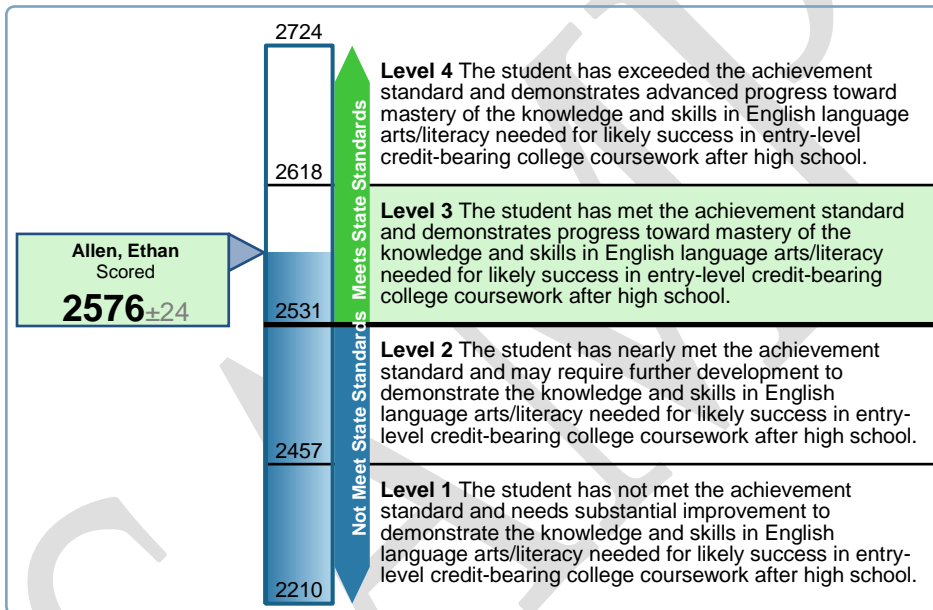 2724
Level 4 The student has exceeded the achievement
standard and demonstrates advanced progress toward
mastery of the knowledge and skills in English language
arts/literacy needed for likely success in entry-level
credit-bearing college coursework after high school.
2618
Meets State Standards
Level 3 The student has met the achievement standard
and demonstrates progress toward mastery of the
knowledge and skills in English language arts/literacy
needed for likely success in entry-level credit-bearing
college coursework after high school.
Allen, Ethan
Scored
2576±24
2531
Not Meet State Standards
Level 2 The student has nearly met the achievement
standard and may require further development to
demonstrate the knowledge and skills in English
language arts/literacy needed for likely success in entry-
level credit-bearing college coursework after high school.
2457
Level 1 The student has not met the achievement
standard and needs substantial improvement to
demonstrate the knowledge and skills in English
language arts/literacy needed for likely success in entry-
level credit-bearing college coursework after high school.
2210